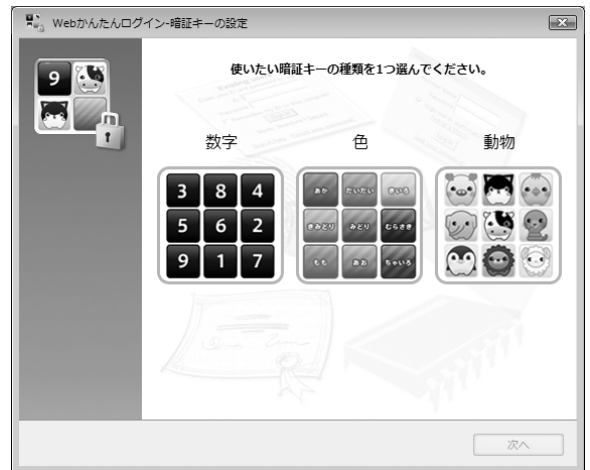 Webかんたんログイン-暗証キーの設定
9
使いたい暗証キーの種類を1つ選んでください。
数字 色 動物
3 8 4 あか だいだい きいろ
5 6 2 きみどり みどり むらさき
9 1 7 もも あお ちゃいろ
次へ